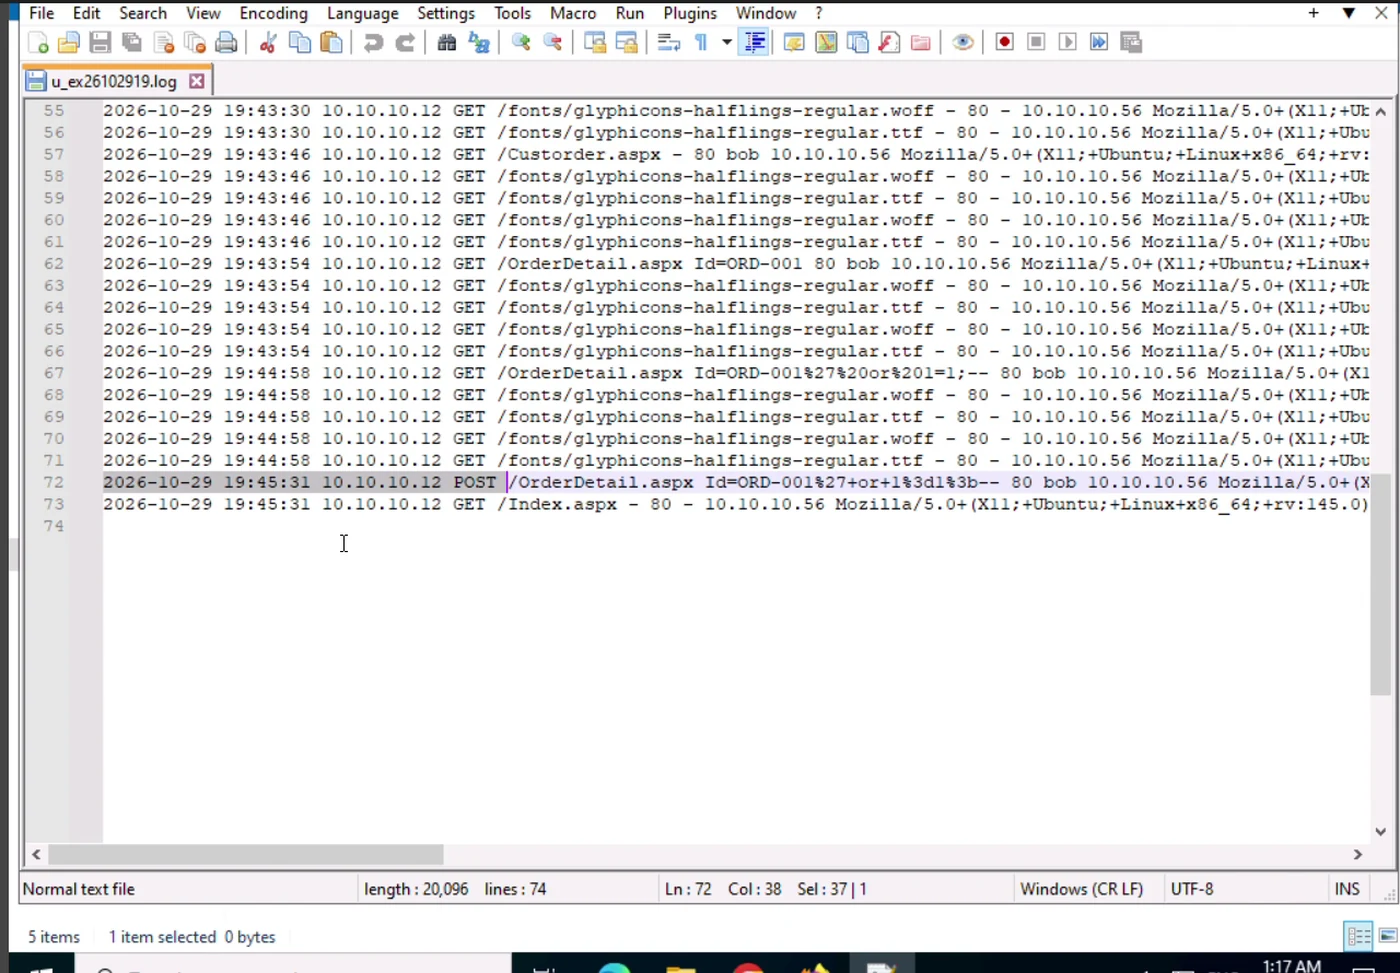 File Edit Search View Encoding Language Settings Tools Macro Run Plugins Window ? + ▼ ✕
u_ex26102919.log
55 2026-10-29 19:43:30 10.10.10.12 GET /fonts/glyphicons-halflings-regular.woff - 80 - 10.10.10.56 Mozilla/5.0+(X11;+Ub
56 2026-10-29 19:43:30 10.10.10.12 GET /fonts/glyphicons-halflings-regular.ttf - 80 - 10.10.10.56 Mozilla/5.0+(X11;+Ubu
57 2026-10-29 19:43:46 10.10.10.12 GET /Custorder.aspx - 80 bob 10.10.10.56 Mozilla/5.0+(X11;+Ubuntu;+Linux+x86_64;+rv:
58 2026-10-29 19:43:46 10.10.10.12 GET /fonts/glyphicons-halflings-regular.woff - 80 - 10.10.10.56 Mozilla/5.0+(X11;+Ub
59 2026-10-29 19:43:46 10.10.10.12 GET /fonts/glyphicons-halflings-regular.ttf - 80 - 10.10.10.56 Mozilla/5.0+(X11;+Ubu
60 2026-10-29 19:43:46 10.10.10.12 GET /fonts/glyphicons-halflings-regular.woff - 80 - 10.10.10.56 Mozilla/5.0+(X11;+Ub
61 2026-10-29 19:43:46 10.10.10.12 GET /fonts/glyphicons-halflings-regular.ttf - 80 - 10.10.10.56 Mozilla/5.0+(X11;+Ubu
62 2026-10-29 19:43:54 10.10.10.12 GET /OrderDetail.aspx Id=ORD-001 80 bob 10.10.10.56 Mozilla/5.0+(X11;+Ubuntu;+Linux+
63 2026-10-29 19:43:54 10.10.10.12 GET /fonts/glyphicons-halflings-regular.woff - 80 - 10.10.10.56 Mozilla/5.0+(X11;+Ub
64 2026-10-29 19:43:54 10.10.10.12 GET /fonts/glyphicons-halflings-regular.ttf - 80 - 10.10.10.56 Mozilla/5.0+(X11;+Ubu
65 2026-10-29 19:43:54 10.10.10.12 GET /fonts/glyphicons-halflings-regular.woff - 80 - 10.10.10.56 Mozilla/5.0+(X11;+Ub
66 2026-10-29 19:43:54 10.10.10.12 GET /fonts/glyphicons-halflings-regular.ttf - 80 - 10.10.10.56 Mozilla/5.0+(X11;+Ubu
67 2026-10-29 19:44:58 10.10.10.12 GET /OrderDetail.aspx Id=ORD-001%27%20or%201=1;-- 80 bob 10.10.10.56 Mozilla/5.0+(X1
68 2026-10-29 19:44:58 10.10.10.12 GET /fonts/glyphicons-halflings-regular.woff - 80 - 10.10.10.56 Mozilla/5.0+(X11;+Ub
69 2026-10-29 19:44:58 10.10.10.12 GET /fonts/glyphicons-halflings-regular.ttf - 80 - 10.10.10.56 Mozilla/5.0+(X11;+Ubu
70 2026-10-29 19:44:58 10.10.10.12 GET /fonts/glyphicons-halflings-regular.woff - 80 - 10.10.10.56 Mozilla/5.0+(X11;+Ub
71 2026-10-29 19:44:58 10.10.10.12 GET /fonts/glyphicons-halflings-regular.ttf - 80 - 10.10.10.56 Mozilla/5.0+(X11;+Ubu
72 2026-10-29 19:45:31 10.10.10.12 POST /OrderDetail.aspx Id=ORD-001%27+or+1%3d1%3b-- 80 bob 10.10.10.56 Mozilla/5.0+(X
73 2026-10-29 19:45:31 10.10.10.12 GET /Index.aspx - 80 - 10.10.10.56 Mozilla/5.0+(X11;+Ubuntu;+Linux+x86_64;+rv:145.0)
74
Normal text file length : 20,096 lines : 74 Ln : 72 Col : 38 Sel : 37 | 1 Windows (CR LF) UTF-8 INS
5 items 1 item selected 0 bytes
1:17 AM